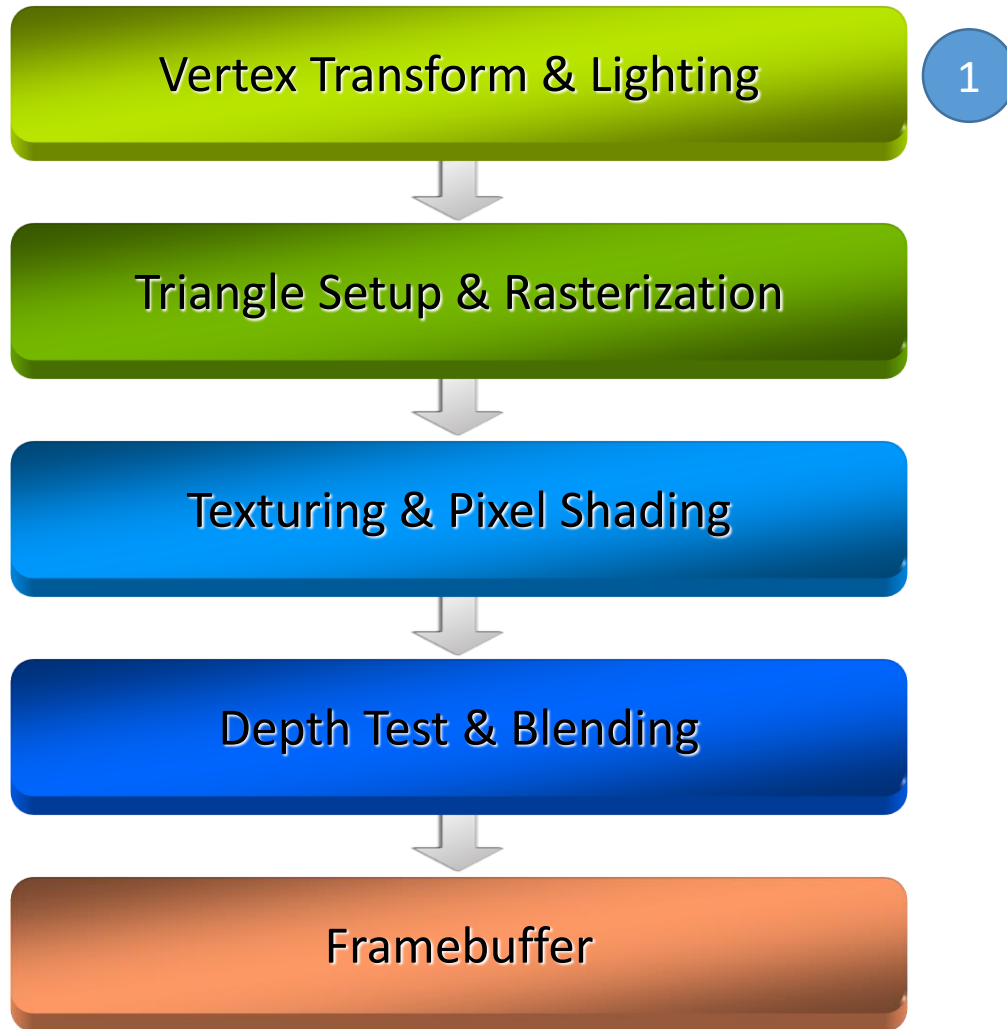 Vertex Transform & Lighting
1
Triangle Setup & Rasterization
Texturing & Pixel Shading
Depth Test & Blending
Framebuffer